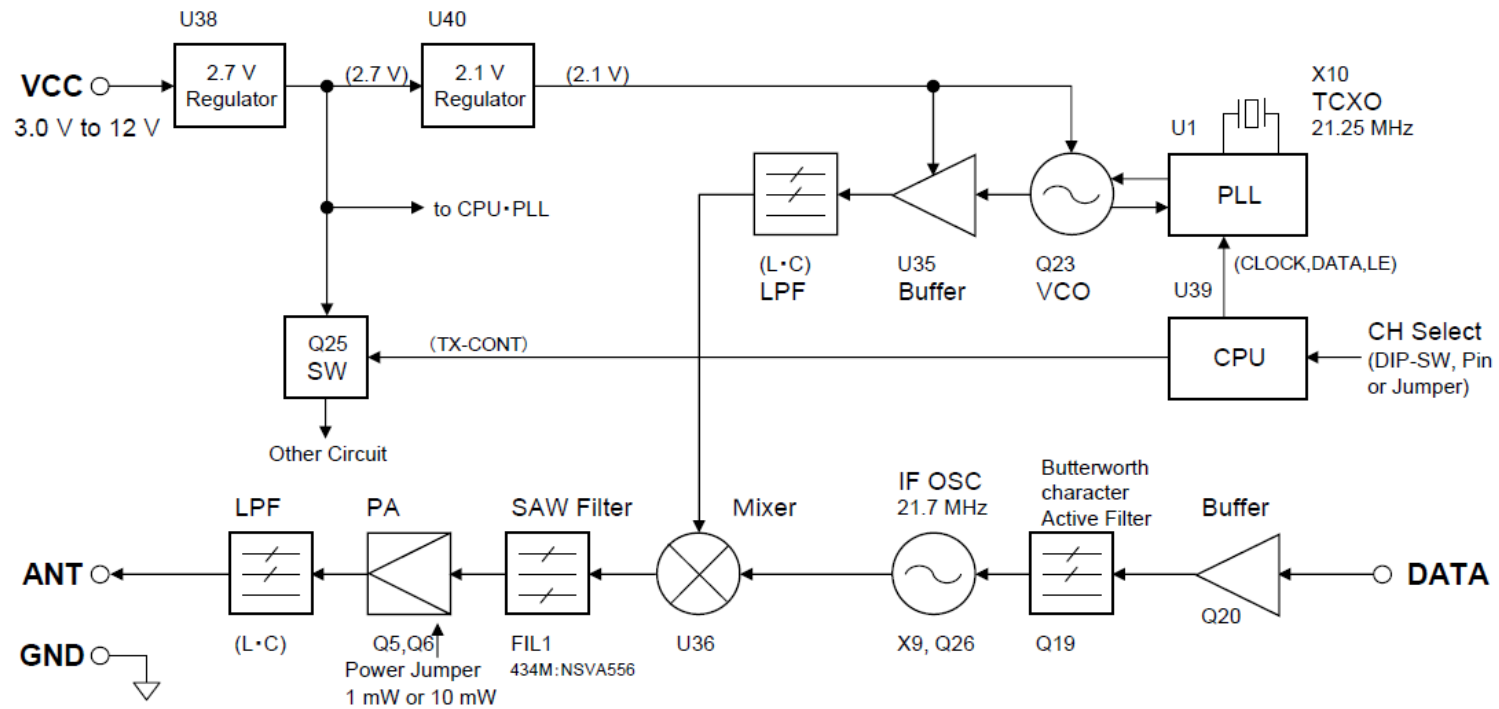 U38
U40
VCC
3.0 V to 12 V
2.7 V
Regulator
(2.7 V)
2.1 V
Regulator
(2.1 V)
X10
TCXO
21.25 MHz
U1
PLL
to CPU・PLL
(L・C)
LPF
U35
Buffer
Q23
VCO
(CLOCK,DATA,LE)
U39
Q25
SW
(TX-CONT)
CPU
CH Select
(DIP-SW, Pin
or Jumper)
Other Circuit
LPF
PA
SAW Filter
Mixer
IF OSC
21.7 MHz
Butterworth
character
Active Filter
Buffer
ANT
DATA
GND
(L・C)
Q5,Q6
Power Jumper
1 mW or 10 mW
FIL1
434M:NSVA556
U36
X9, Q26
Q19
Q20